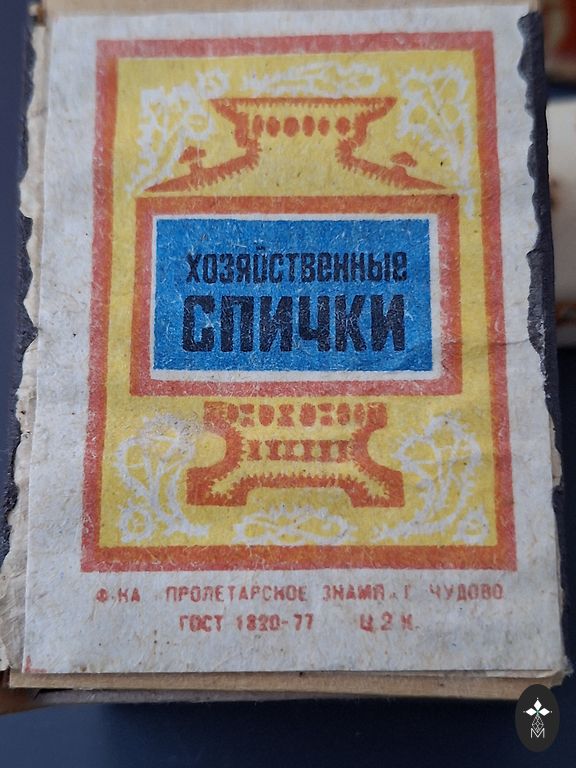 хозяйственные
СПИЧКИ
Ф-КА „ПРОЛЕТАРСКОЕ ЗНАМЯ“ Г. ЧУДОВО
ГОСТ 1820-77 Ц 2 К.